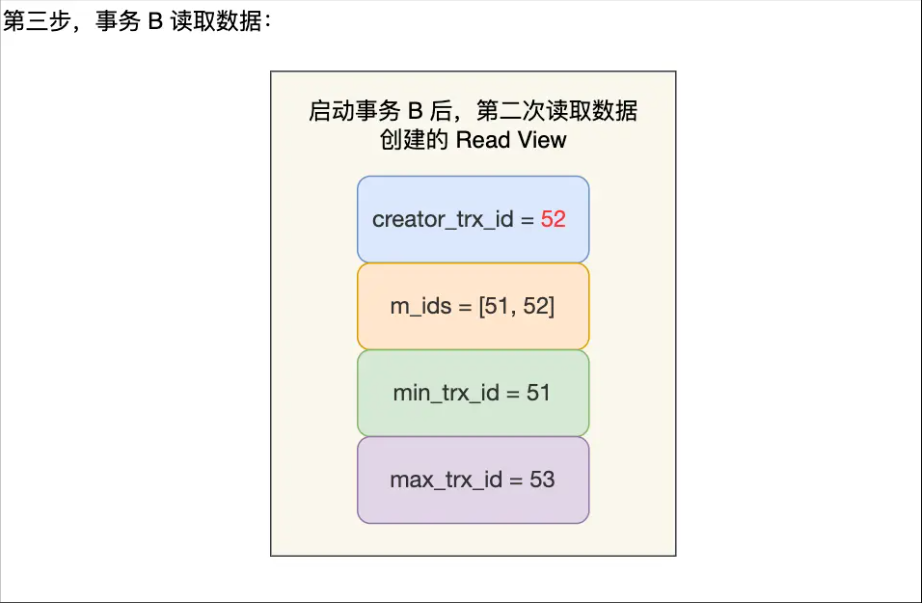 第三步，事务 B 读取数据：
启动事务 B 后，第二次读取数据
创建的 Read View
creator_trx_id = 52
m_ids = [51, 52]
min_trx_id = 51
max_trx_id = 53